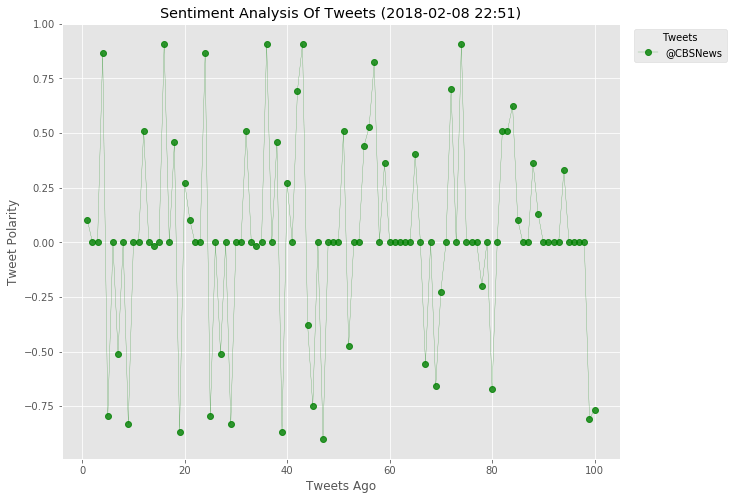 Sentiment Analysis Of Tweets (2018-02-08 22:51)
Tweets
@CBSNews
1.00
0.75
0.50
0.25
0.00
−0.25
−0.50
−0.75
Tweet Polarity
0 20 40 60 80 100
Tweets Ago